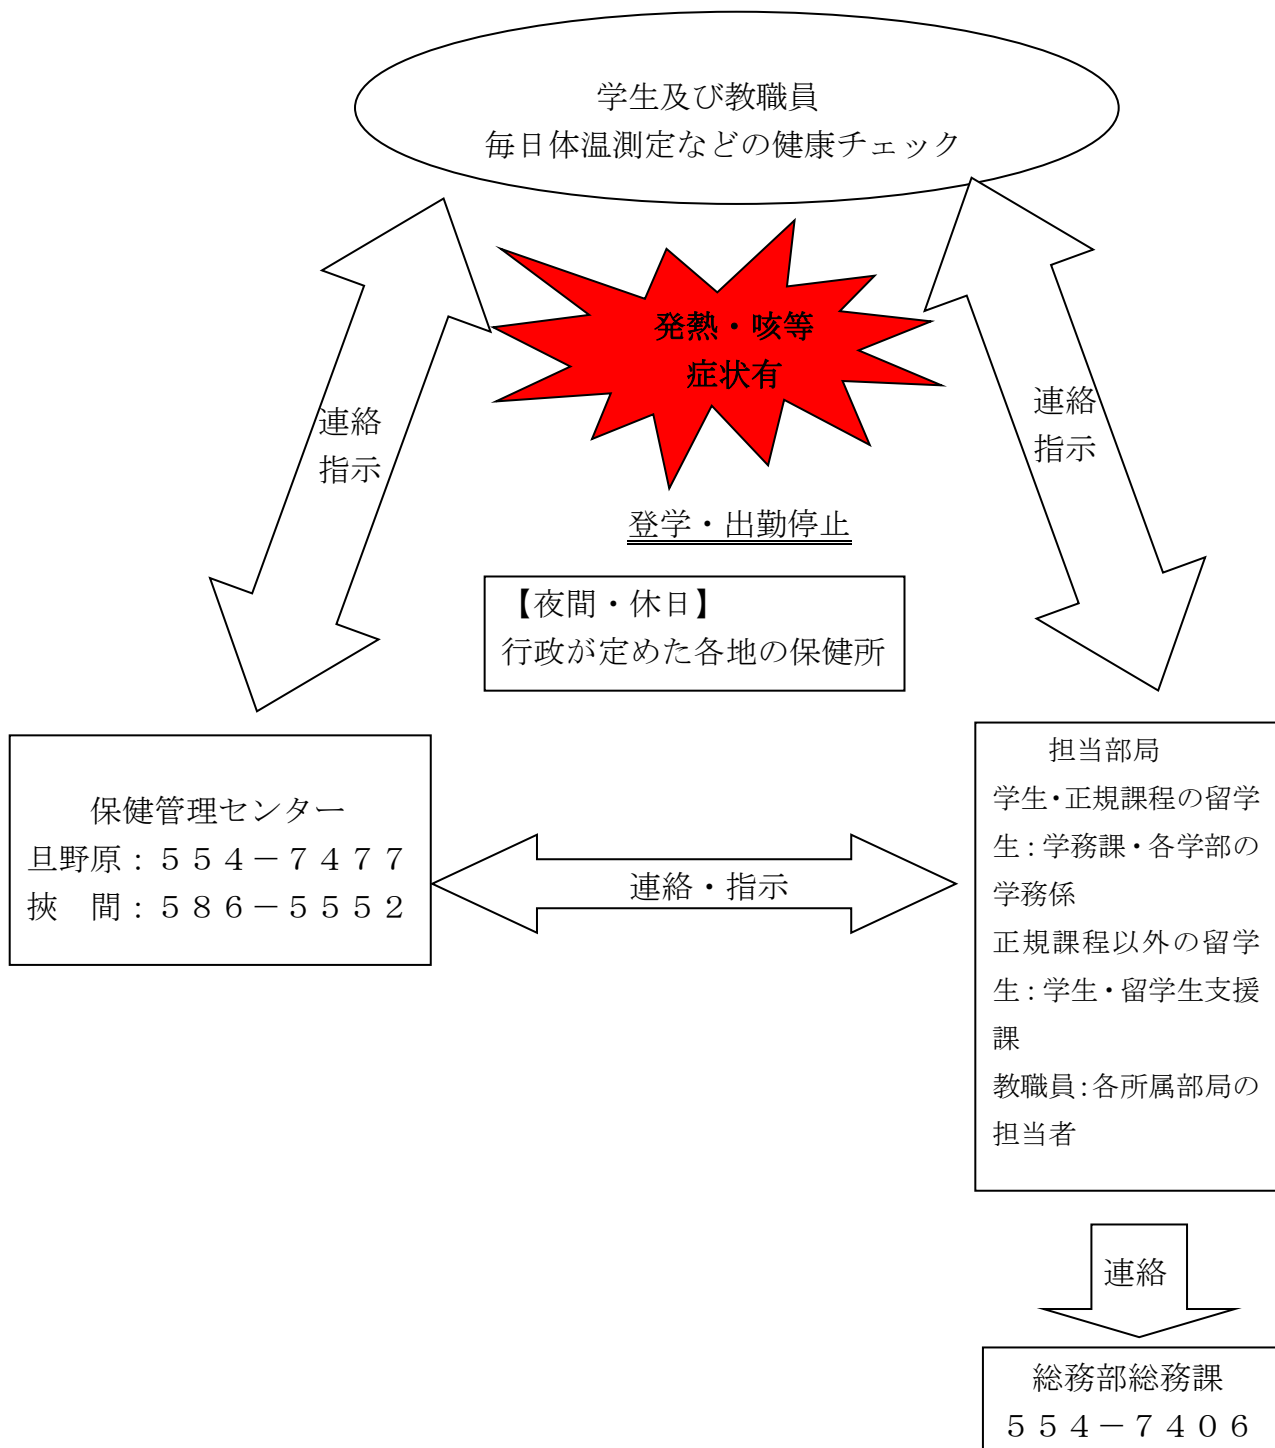 学生及び教職員
毎日体温測定などの健康チェック
発熱・咳等
症状有
連絡
指示
連絡
指示
登学・出勤停止
【夜間・休日】
行政が定めた各地の保健所
保健管理センター
旦野原：５５４－７４７７
挾　間：５８６－５５５２
連絡・指示
担当部局
学生・正規課程の留学
生：学務課・各学部の
学務係
正規課程以外の留学
生：学生・留学生支援
課
教職員：各所属部局の
担当者
連絡
総務部総務課
５５４－７４０６